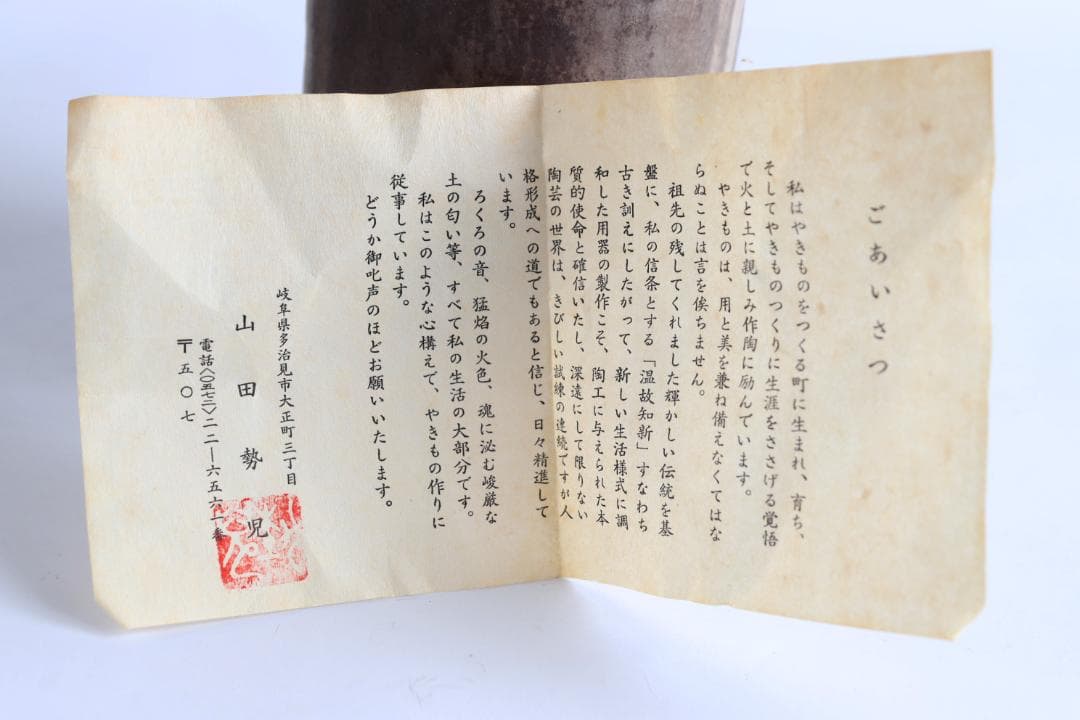 ごあいさつ
私はやきものをつくる町に生まれ、育ち、
そしてやきものつくりに生涯をささげる覚悟
で火と土に親しみ作陶に励んでいます。
やきものは、用と美を兼ね備えなくてはな
らぬことは言を俟ちません。
祖先の残してくれました輝かしい伝統を基
盤に、私の信条とする「温故知新」すなわち
古き訓えにしたがって、新しい生活様式に調
和した用器の製作こそ、陶工に与えられた本
質的使命と確信いたし、深遠にして限りない
陶芸の世界は、きびしい試練の連続ですが人
格形成への道でもあると信じ、日々精進して
います。
ろくろの音、猛焰の火色、魂に泌む峻厳な
土の匂い等、すべて私の生活の大部分です。
私はこのような心構えで、やきもの作りに
従事しています。
どうか御叱声のほどお願いいたします。
岐阜県多治見市大正町三丁目
山田勢児
電話〈〇五七三〉二二―六五六一番
〒五〇七